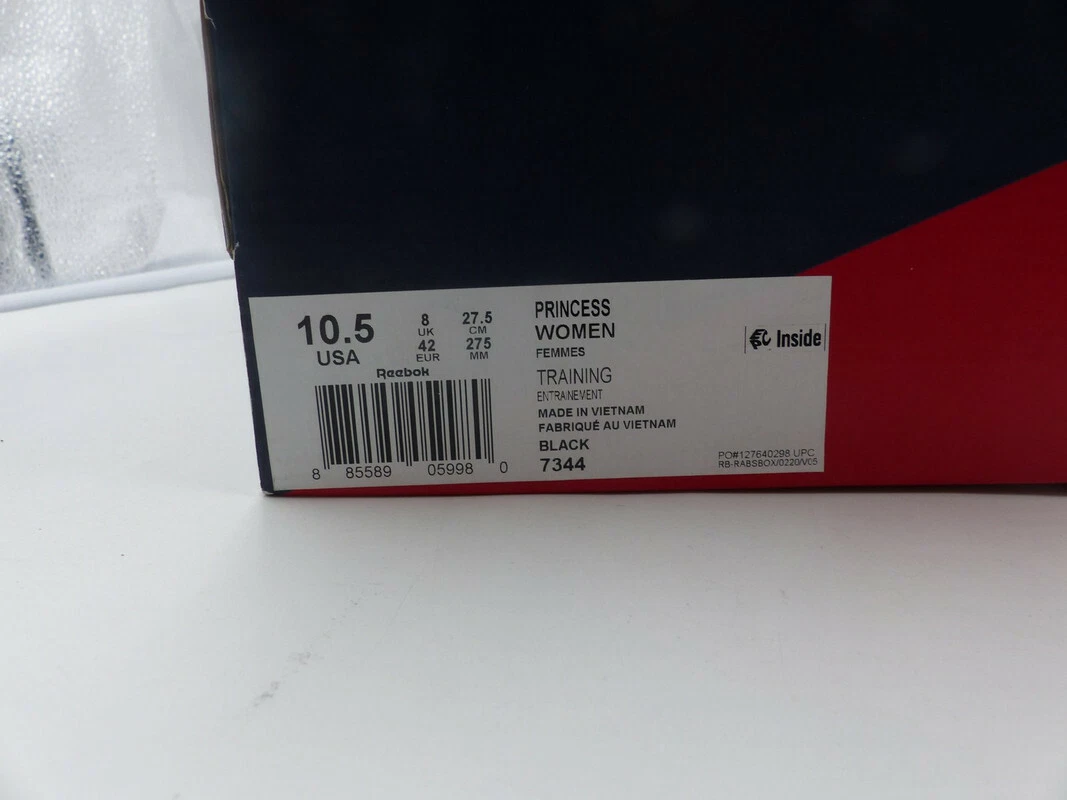 10.5
USA
8
UK
42
EUR
27.5
CM
275
MM
Reebok
8 85589 05998 0
PRINCESS
WOMEN
FEMMES
TRAINING
ENTRAINEMENT
MADE IN VIETNAM
FABRIQUÉ AU VIETNAM
BLACK
7344
Inside
PO#127640298 UPC
RB-RABSBOX/0220/V05